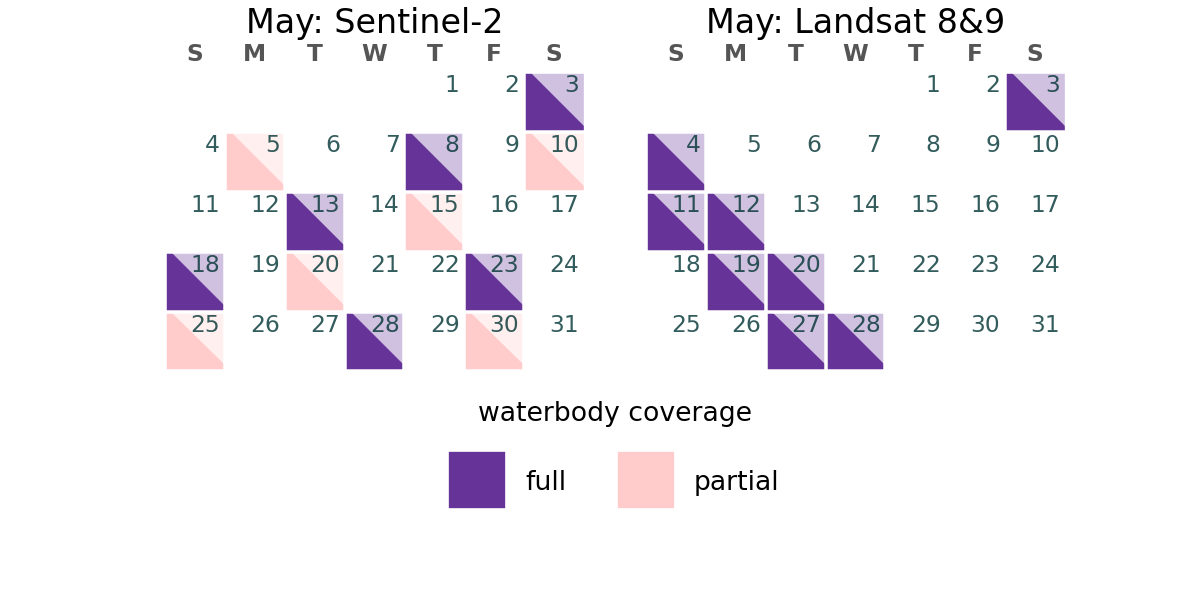 May: Sentinel-2
S M T W T F S
1 2 3
4 5 6 7 8 9 10
11 12 13 14 15 16 17
18 19 20 21 22 23 24
25 26 27 28 29 30 31
May: Landsat 8&9
S M T W T F S
1 2 3
4 5 6 7 8 9 10
11 12 13 14 15 16 17
18 19 20 21 22 23 24
25 26 27 28 29 30 31
waterbody coverage
full
partial